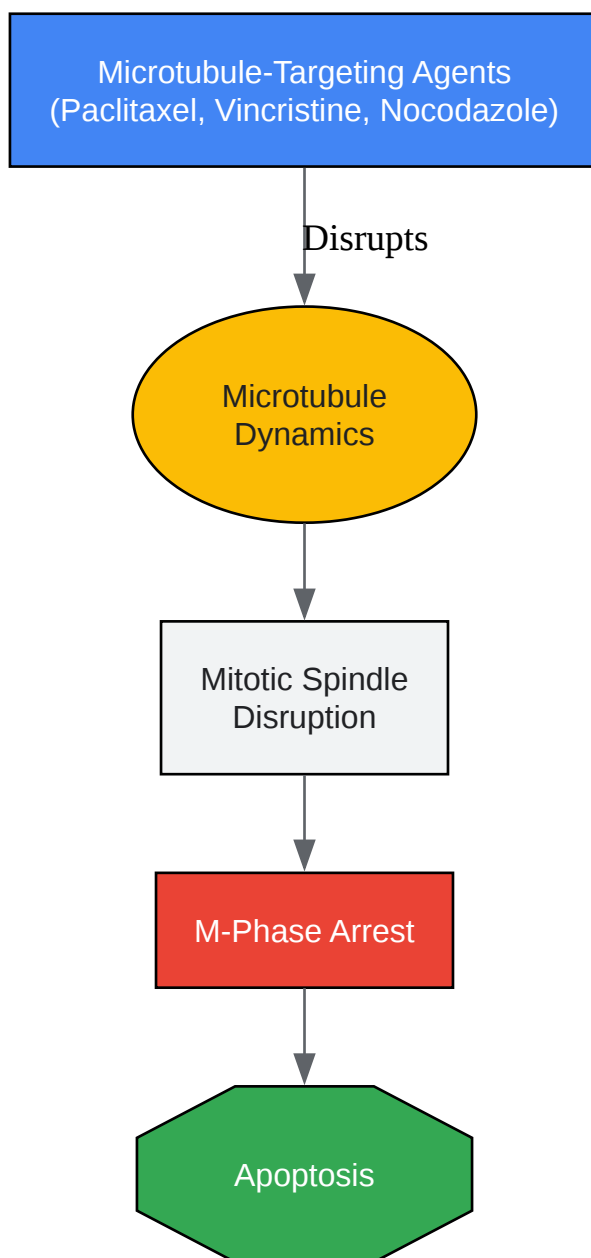 Microtubule-Targeting Agents
(Paclitaxel, Vincristine, Nocodazole)
Disrupts
Microtubule
Dynamics
Mitotic Spindle
Disruption
M-Phase Arrest
Apoptosis